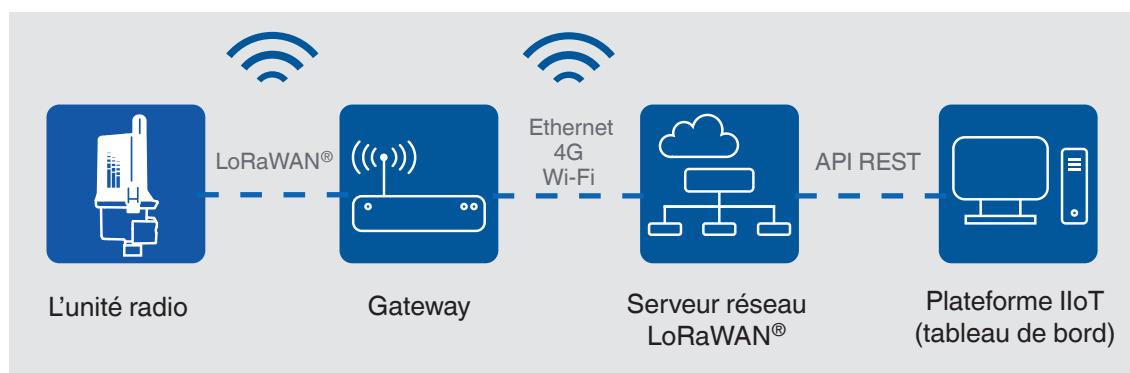 LoRaWAN®
Ethernet
4G
Wi-Fi
API REST
L'unité radio
Gateway
Serveur réseau
LoRaWAN®
Plateforme IIoT
(tableau de bord)